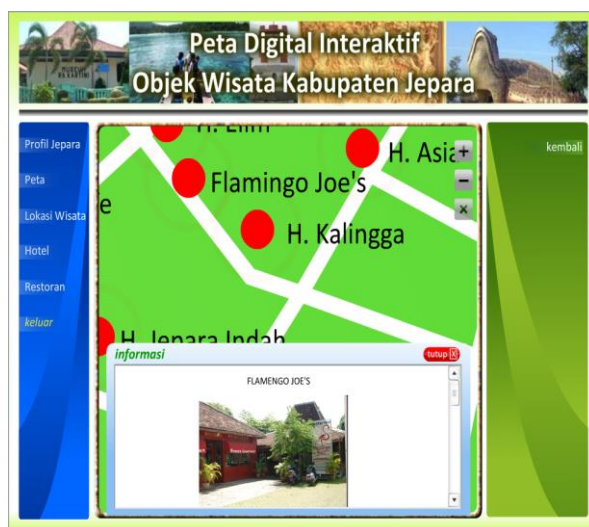 Peta Digital Interaktif
Objek Wisata Kabupaten Jepara
Profil Jepara
Peta
Lokasi Wisata
Hotel
Restoran
keluar
H. Elim
H. Asia
+
Flamingo Joe's
−
x
e
H. Kalingga
H. Jepara Indah
kembali
informasi
tutup X
FLAMENGO JOE'S